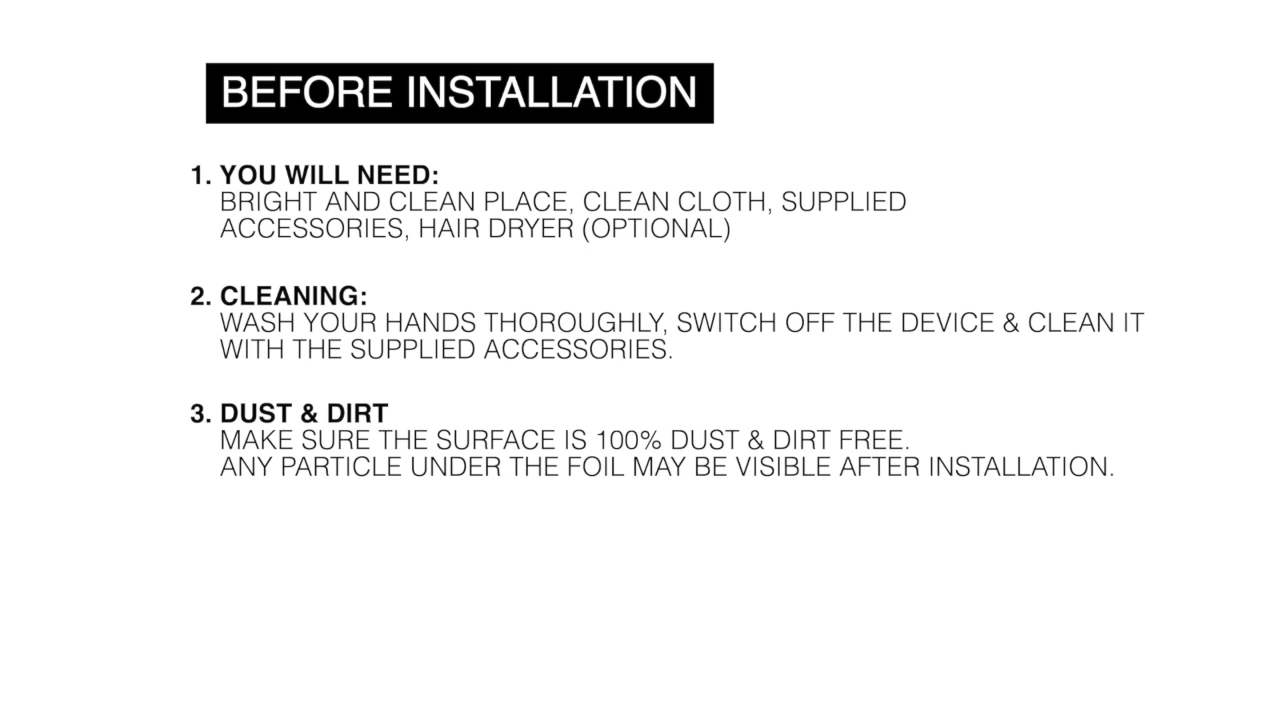 BEFORE INSTALLATION
1. YOU WILL NEED:
BRIGHT AND CLEAN PLACE, CLEAN CLOTH, SUPPLIED
ACCESSORIES, HAIR DRYER (OPTIONAL)
2. CLEANING:
WASH YOUR HANDS THOROUGHLY, SWITCH OFF THE DEVICE & CLEAN IT
WITH THE SUPPLIED ACCESSORIES.
3. DUST & DIRT
MAKE SURE THE SURFACE IS 100% DUST & DIRT FREE.
ANY PARTICLE UNDER THE FOIL MAY BE VISIBLE AFTER INSTALLATION.